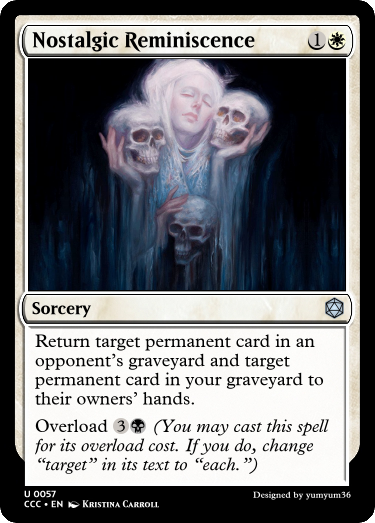 Nostalgic Reminiscence 1
Sorcery
Return target permanent card in an
opponent's graveyard and target
permanent card in your graveyard to
their owners' hands.
Overload 3 (You may cast this spell
for its overload cost. If you do, change
“target” in its text to “each.”)
U 0057
CCC • EN Kristina Carroll
Designed by yumyum36